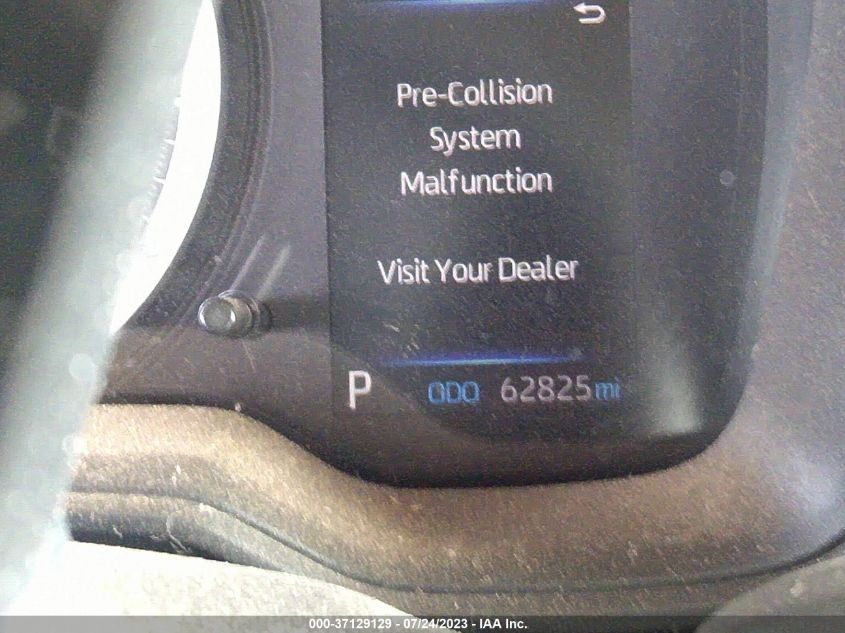 Pre-Collision
System
Malfunction
Visit Your Dealer
P ODO 62825 mi
000-37129129 - 07/24/2023 - IAA Inc.